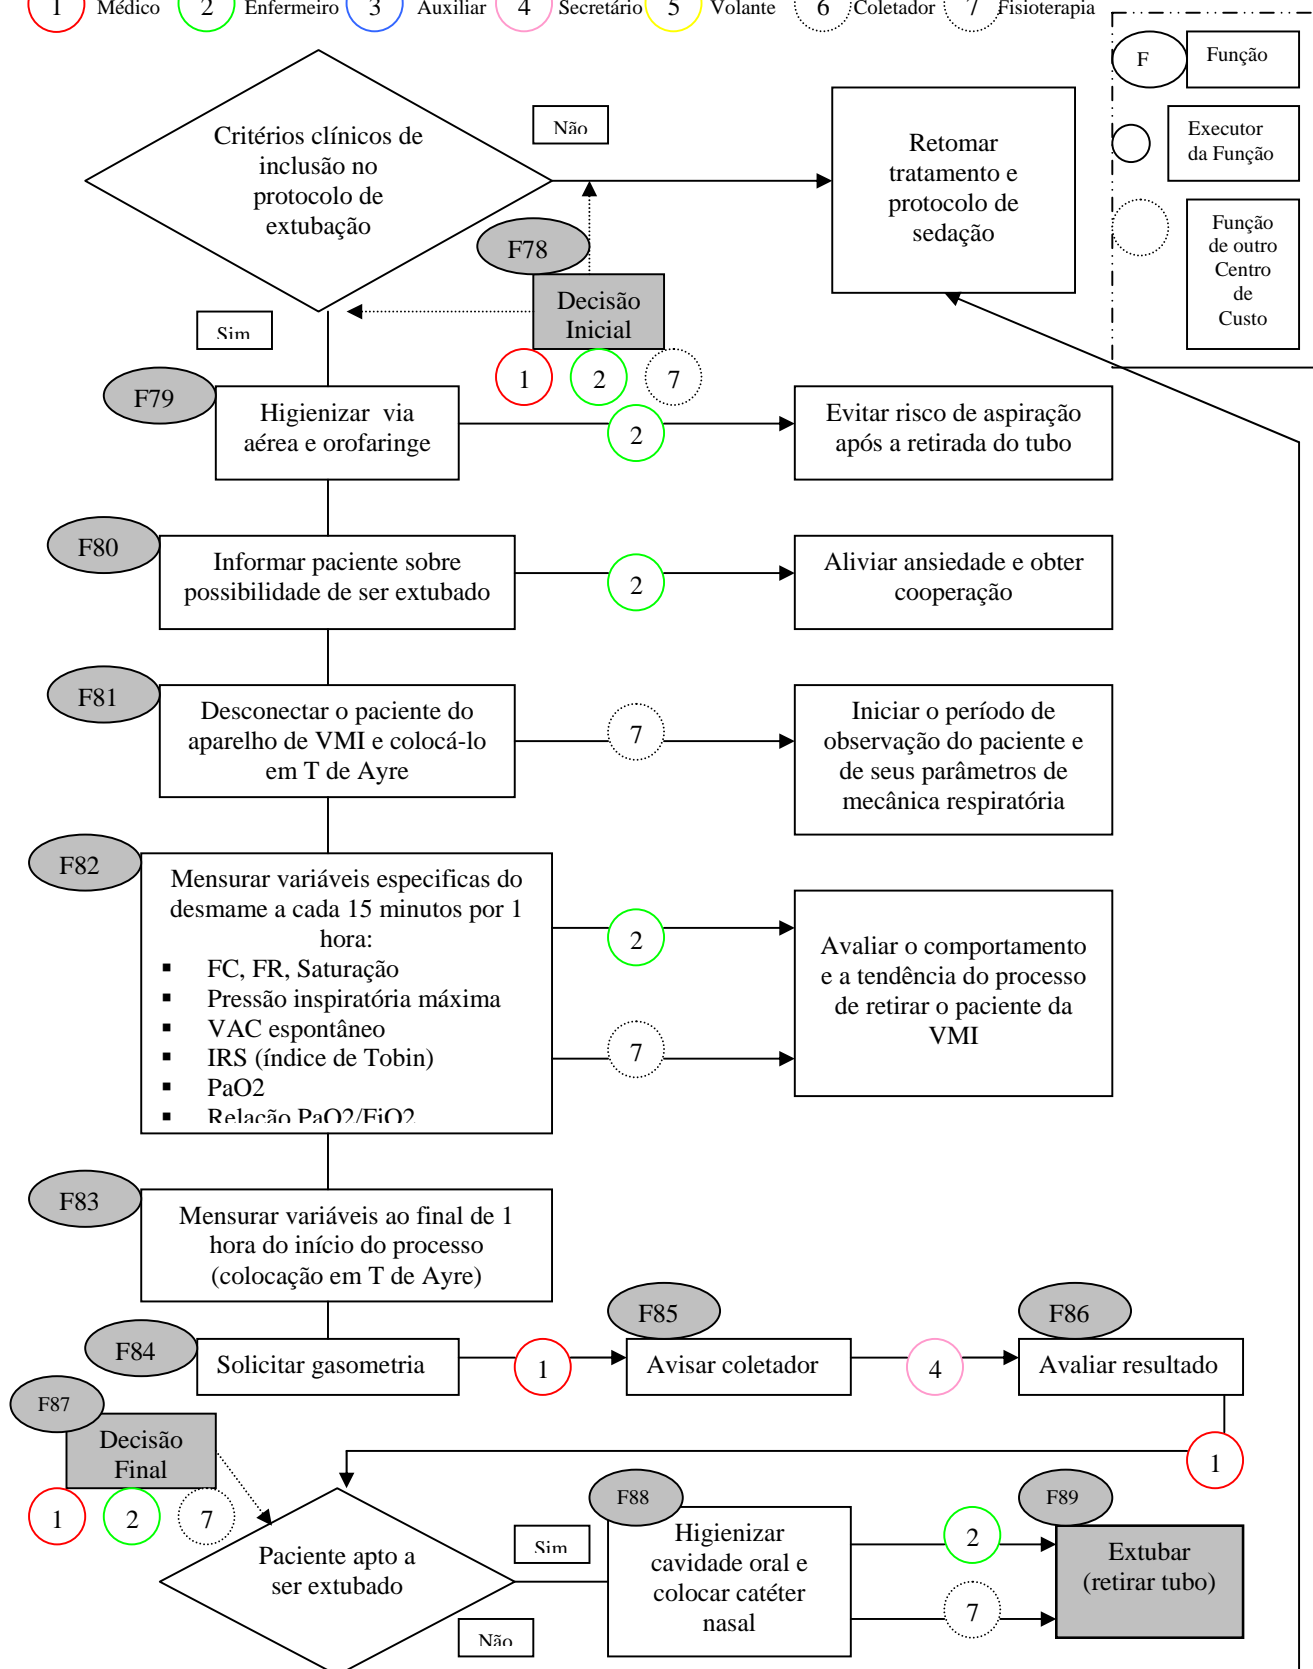 1 Médico 2 Enfermeiro 3 Auxiliar 4 Secretário 5 Volante 6 Coletador 7 Fisioterapia
F Função
Executor
da Função
Função
de outro
Centro
de
Custo
Critérios clínicos de
inclusão no
protocolo de
extubação
Não
Retomar
tratamento e
protocolo de
sedação
F78
Decisão
Inicial
1 2 7
Sim
F79
Higienizar via
aérea e orofaringe
2
Evitar risco de aspiração
após a retirada do tubo
F80
Informar paciente sobre
possibilidade de ser extubado
2
Aliviar ansiedade e obter
cooperação
F81
Desconectar o paciente do
aparelho de VMI e colocá-lo
em T de Ayre
7
Iniciar o período de
observação do paciente e
de seus parâmetros de
mecânica respiratória
F82
Mensurar variáveis especificas do
desmame a cada 15 minutos por 1
hora:
▪ FC, FR, Saturação
▪ Pressão inspiratória máxima
▪ VAC espontâneo
▪ IRS (índice de Tobin)
▪ PaO2
▪ Relação PaO2/FiO2
2
7
Avaliar o comportamento
e a tendência do processo
de retirar o paciente da
VMI
F83
Mensurar variáveis ao final de 1
hora do início do processo
(colocação em T de Ayre)
F84
Solicitar gasometria
1
F85
Avisar coletador
4
F86
Avaliar resultado
1
F87
Decisão
Final
1 2 7
Paciente apto a
ser extubado
Sim
Não
F88
Higienizar
cavidade oral e
colocar catéter
nasal
2
7
F89
Extubar
(retirar tubo)